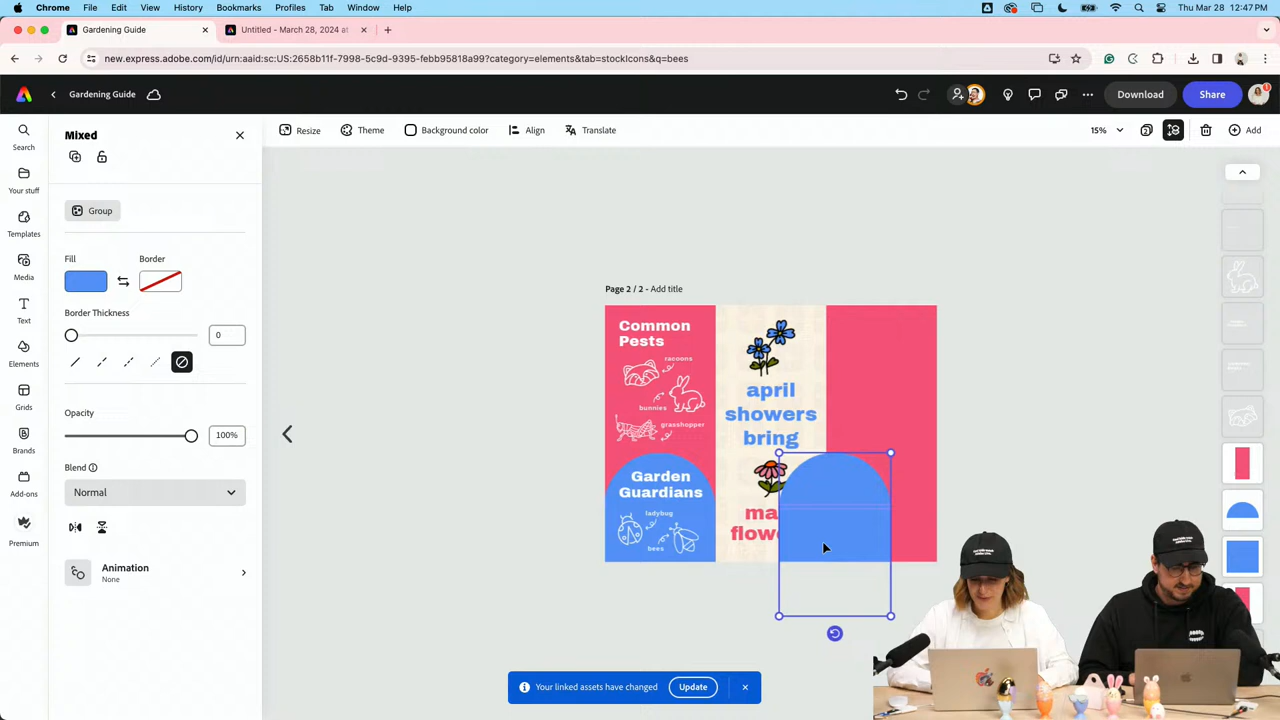 Chrome File Edit View History Bookmarks Profiles Tab Window Help
Thu Mar 28 12:47 PM
Gardening Guide
Untitled - March 28, 2024 at
new.express.adobe.com/id/urn:aaid:sc:US:2658b11f-7998-5c9d-9395-febb95818a99?category=elements&tab=stockIcons&q=bees
Gardening Guide
Download
Share
1
Search
Your stuff
Templates
Media
Text
Elements
Grids
Brands
Add-ons
Premium
Mixed
Group
Fill
Border
Border Thickness
0
Opacity
100%
Blend
Normal
Animation
None
Resize
Theme
Background color
Align
Translate
15%
2
Add
Page 2 / 2 - Add title
Common
Pests
racoons
bunnies
grasshopper
Garden
Guardians
ladybug
bees
april
showers
bring
ma
flow
Your linked assets have changed
Update